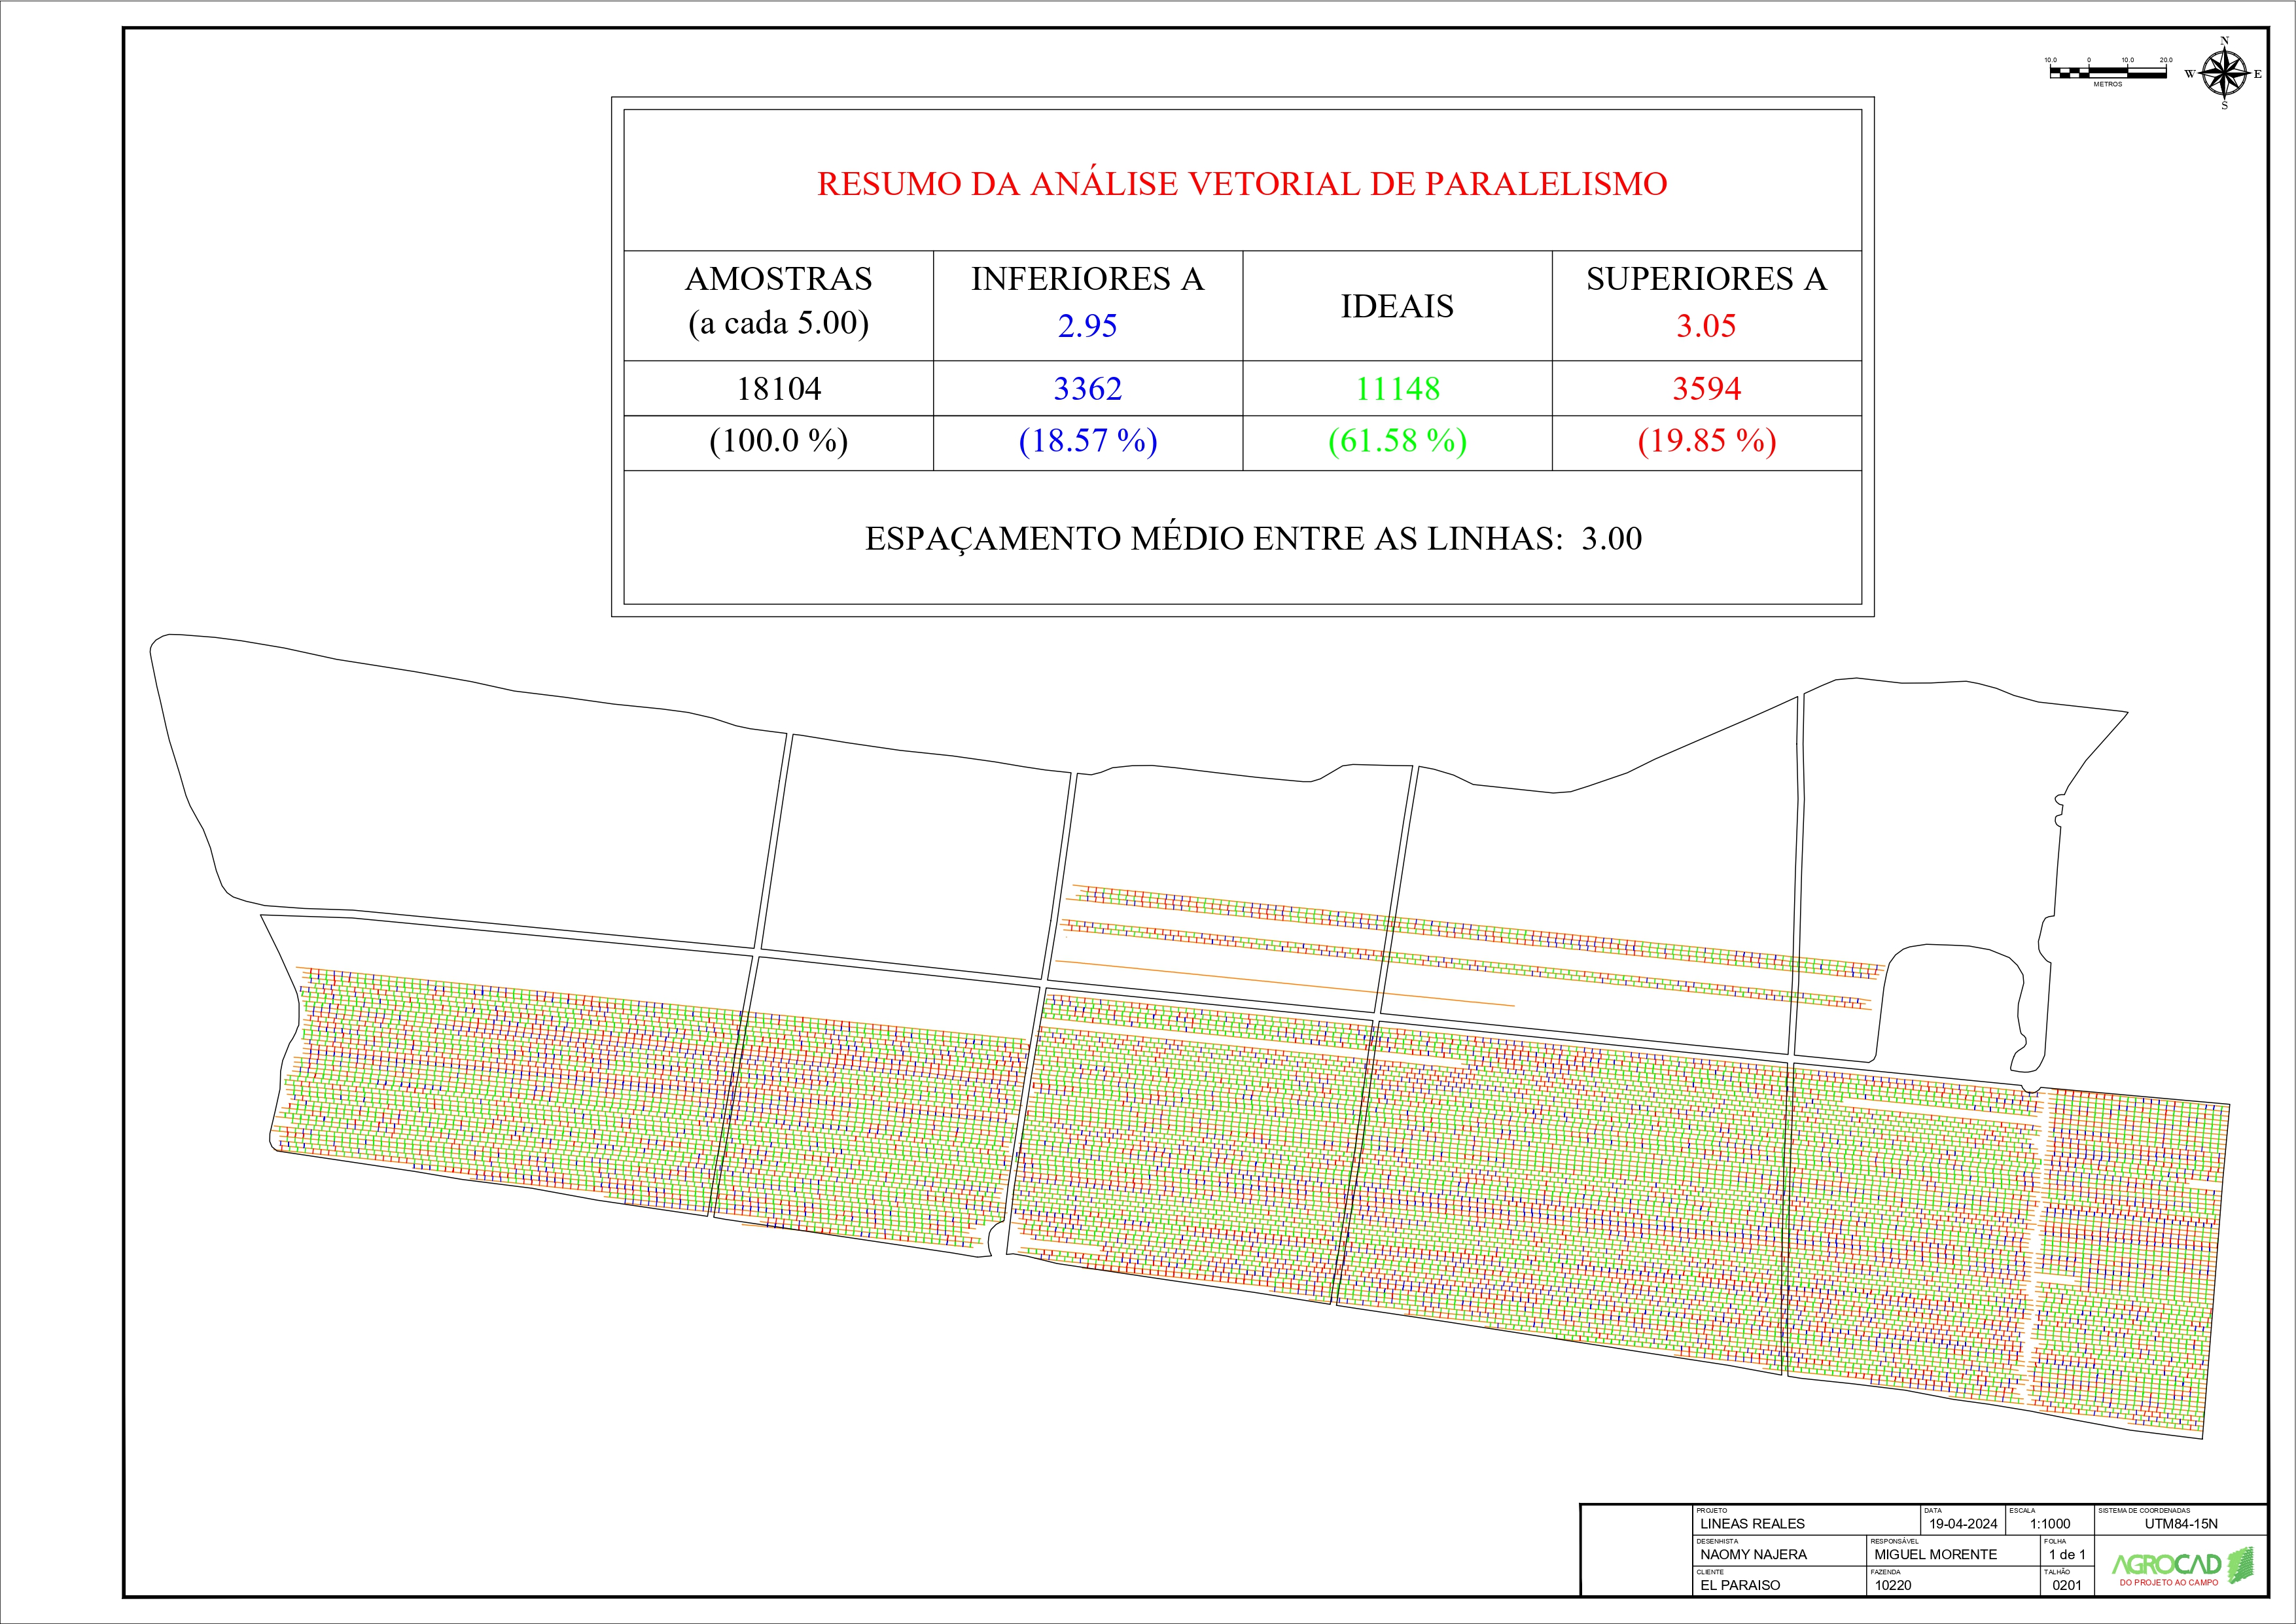 N
10.0 0 10.0 20.0
W E
METROS
S
RESUMO DA ANÁLISE VETORIAL DE PARALELISMO
AMOSTRAS
(a cada 5.00)
INFERIORES A
2.95
IDEAIS
SUPERIORES A
3.05
18104 3362 11148 3594
(100.0 %) (18.57 %) (61.58 %) (19.85 %)
ESPAÇAMENTO MÉDIO ENTRE AS LINHAS: 3.00
PROJETO DATA ESCALA SISTEMA DE COORDENADAS
LINEAS REALES 19-04-2024 1:1000 UTM84-15N
DESENHISTA RESPONSÁVEL FOLHA
NAOMY NAJERA MIGUEL MORENTE 1 de 1
CLIENTE FAZENDA TALHÃO
EL PARAISO 10220 0201
AGROCAD
DO PROJETO AO CAMPO